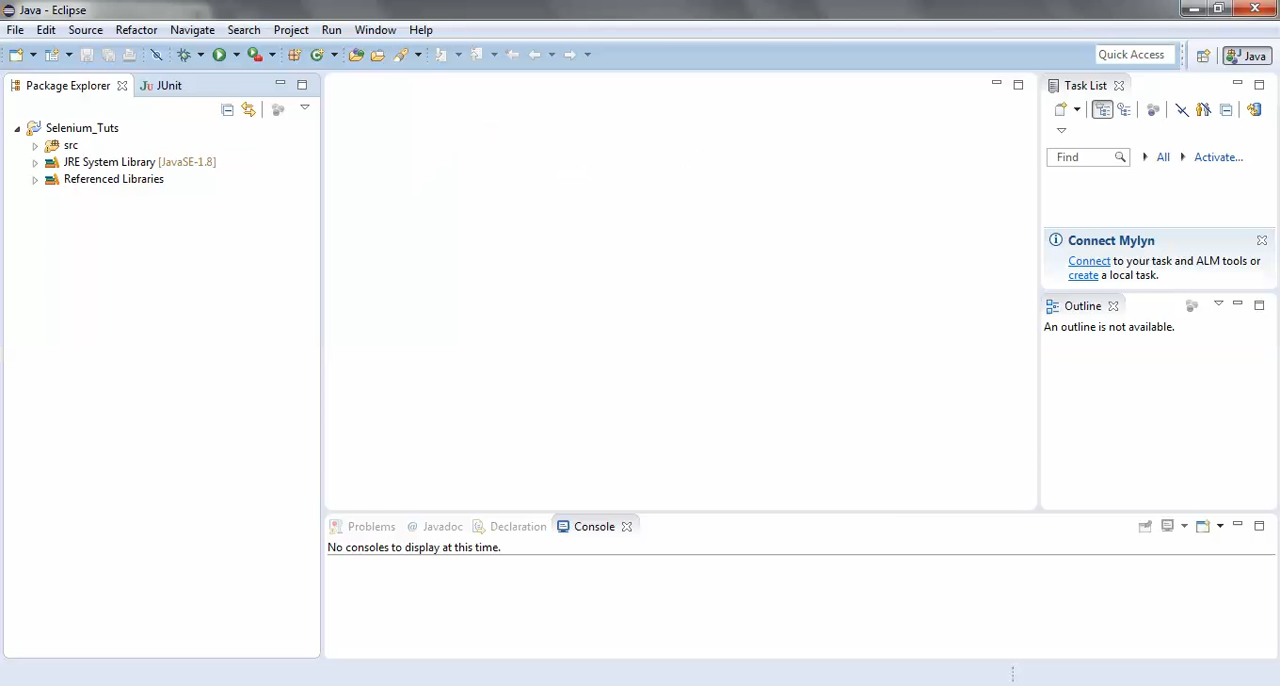 Java - Eclipse
File Edit Source Refactor Navigate Search Project Run Window Help
Quick Access Java
Package Explorer JUnit
Selenium_Tuts
src
JRE System Library [JavaSE-1.8]
Referenced Libraries
Task List
Find All Activate...
Connect Mylyn
Connect to your task and ALM tools or
create a local task.
Outline
An outline is not available.
Problems @ Javadoc Declaration Console
No consoles to display at this time.